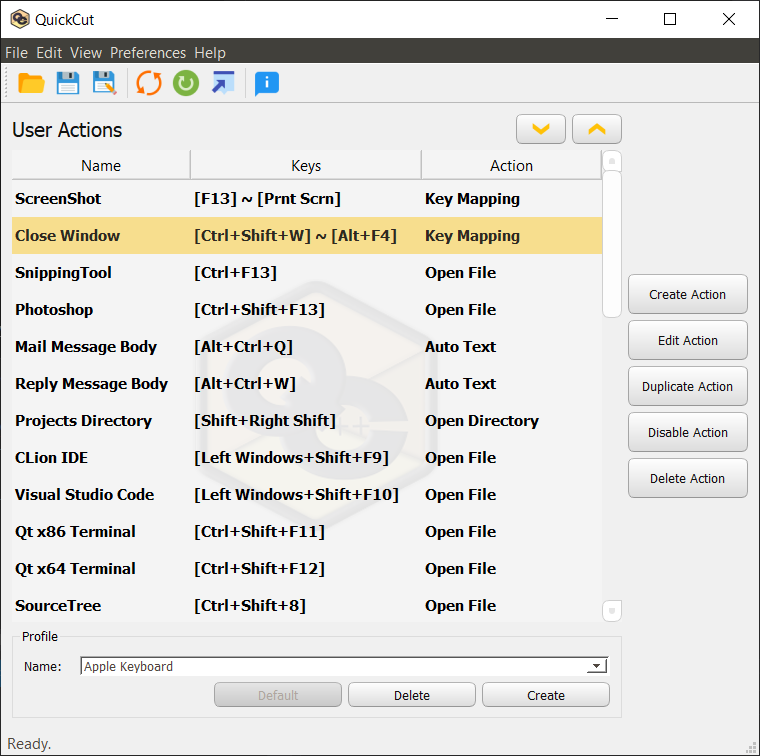 QuickCut
File Edit View Preferences Help
User Actions
Name Keys Action
ScreenShot [F13] ~ [Prnt Scrn] Key Mapping
Close Window [Ctrl+Shift+W] ~ [Alt+F4] Key Mapping
SnippingTool [Ctrl+F13] Open File
Photoshop [Ctrl+Shift+F13] Open File
Mail Message Body [Alt+Ctrl+Q] Auto Text
Reply Message Body [Alt+Ctrl+W] Auto Text
Projects Directory [Shift+Right Shift] Open Directory
CLion IDE [Left Windows+Shift+F9] Open File
Visual Studio Code [Left Windows+Shift+F10] Open File
Qt x86 Terminal [Ctrl+Shift+F11] Open File
Qt x64 Terminal [Ctrl+Shift+F12] Open File
SourceTree [Ctrl+Shift+8] Open File
Create Action
Edit Action
Duplicate Action
Disable Action
Delete Action
Profile
Name: Apple Keyboard
Default Delete Create
Ready.